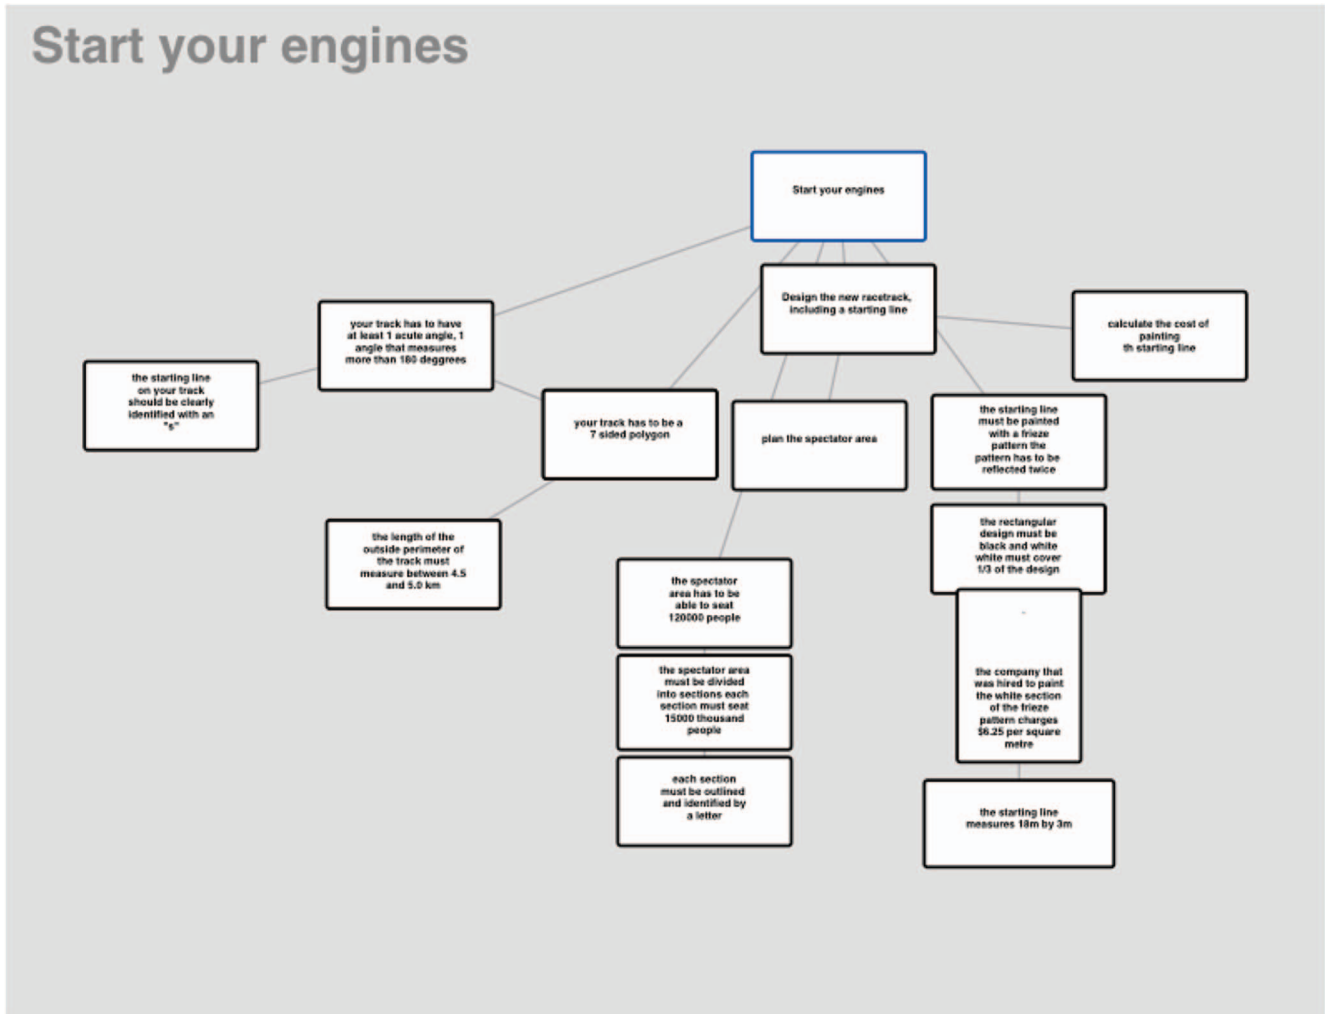 Start your engines
Start your engines
Design the new racetrack,
including a starting line
calculate the cost of
painting
th starting line
your track has to have
at least 1 acute angle, 1
angle that measures
more than 180 deggrees
the starting line
on your track
should be clearly
identified with an
"s"
your track has to be a
7 sided polygon
plan the spectator area
the starting line
must be painted
with a frieze
pattern the
pattern has to be
reflected twice
the length of the
outside perimeter of
the track must
measure between 4.5
and 5.0 km
the rectangular
design must be
black and white
white must cover
1/3 of the design
the spectator
area has to be
able to seat
120000 people
the spectator area
must be divided
into sections each
section must seat
15000 thousand
people
-
the company that
was hired to paint
the white section
of the frieze
pattern charges
$6.25 per square
metre
each section
must be outlined
and identified by
a letter
the starting line
measures 18m by 3m